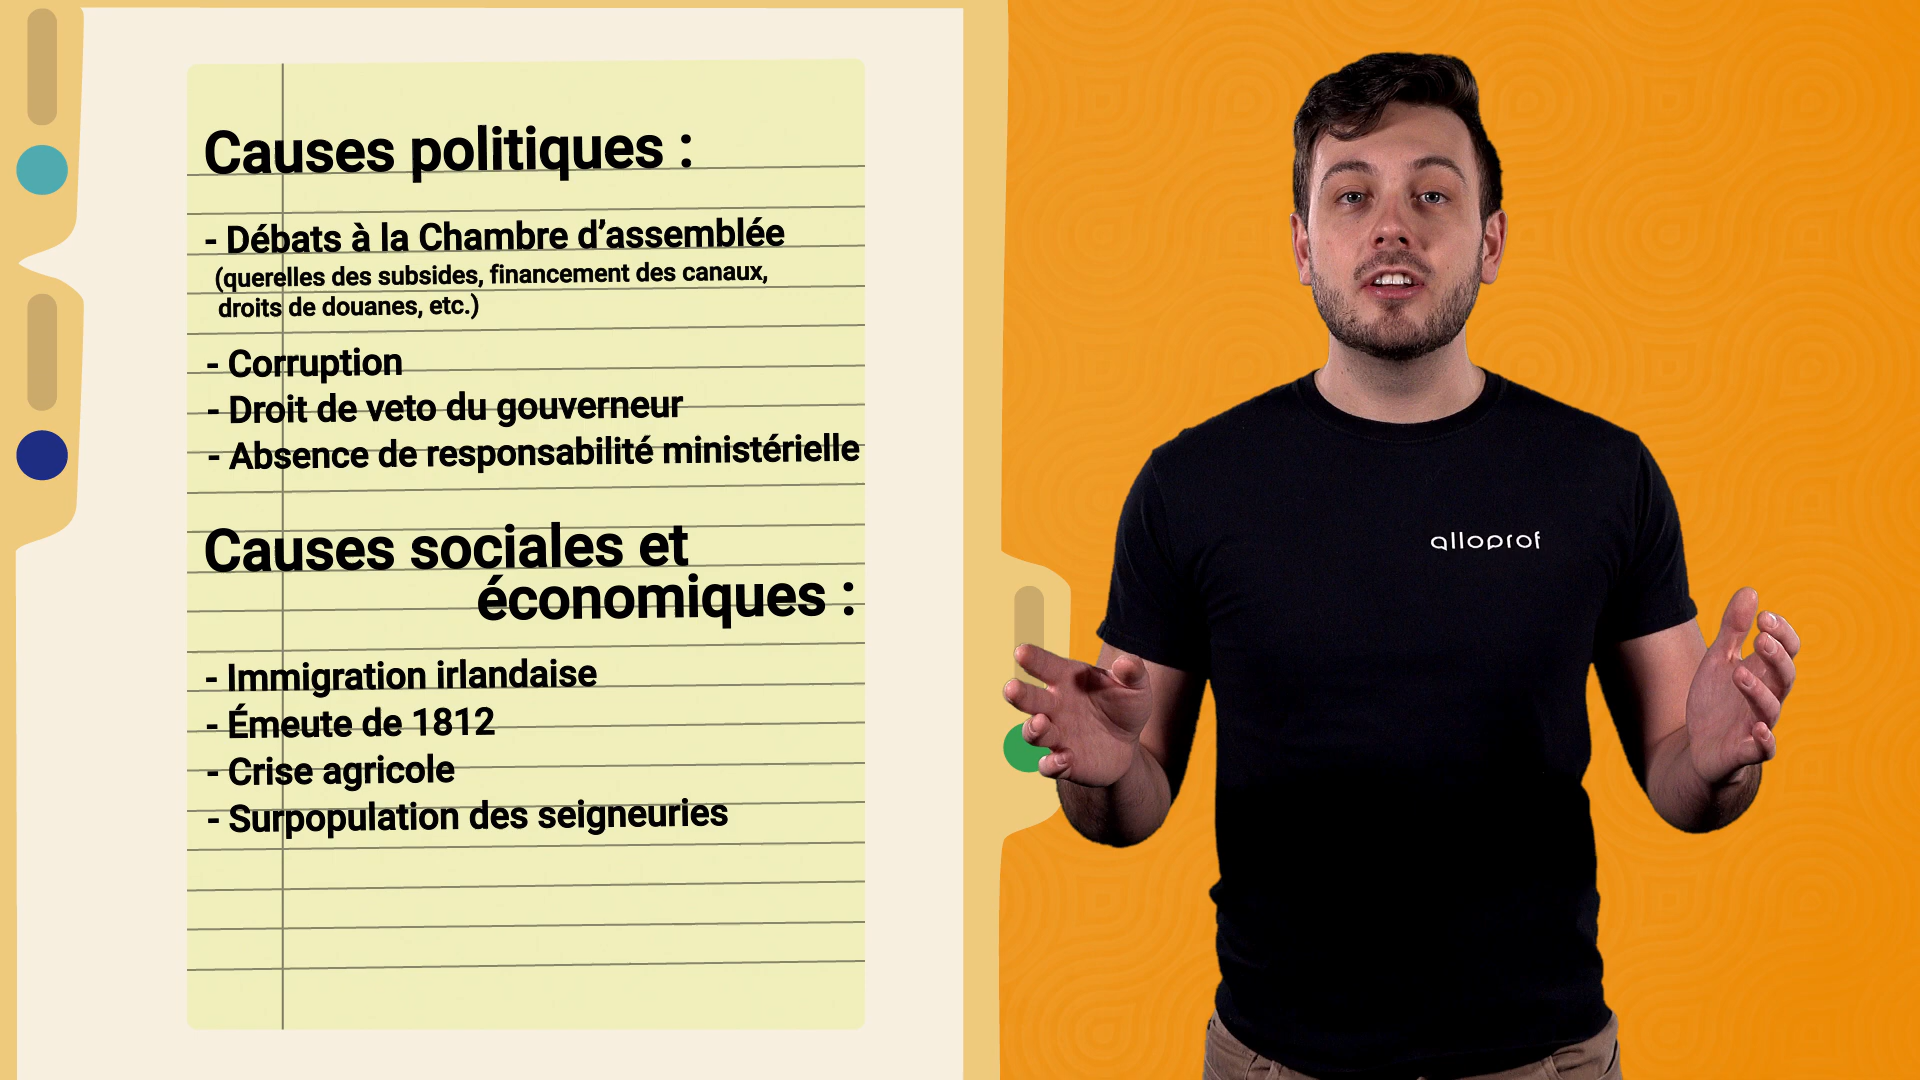 Causes politiques :
- Débats à la Chambre d’assemblée
(querelles des subsides, financement des canaux,
droits de douanes, etc.)
- Corruption
- Droit de veto du gouverneur
- Absence de responsabilité ministérielle
Causes sociales et
économiques :
- Immigration irlandaise
- Émeute de 1812
- Crise agricole
- Surpopulation des seigneuries
alloprof